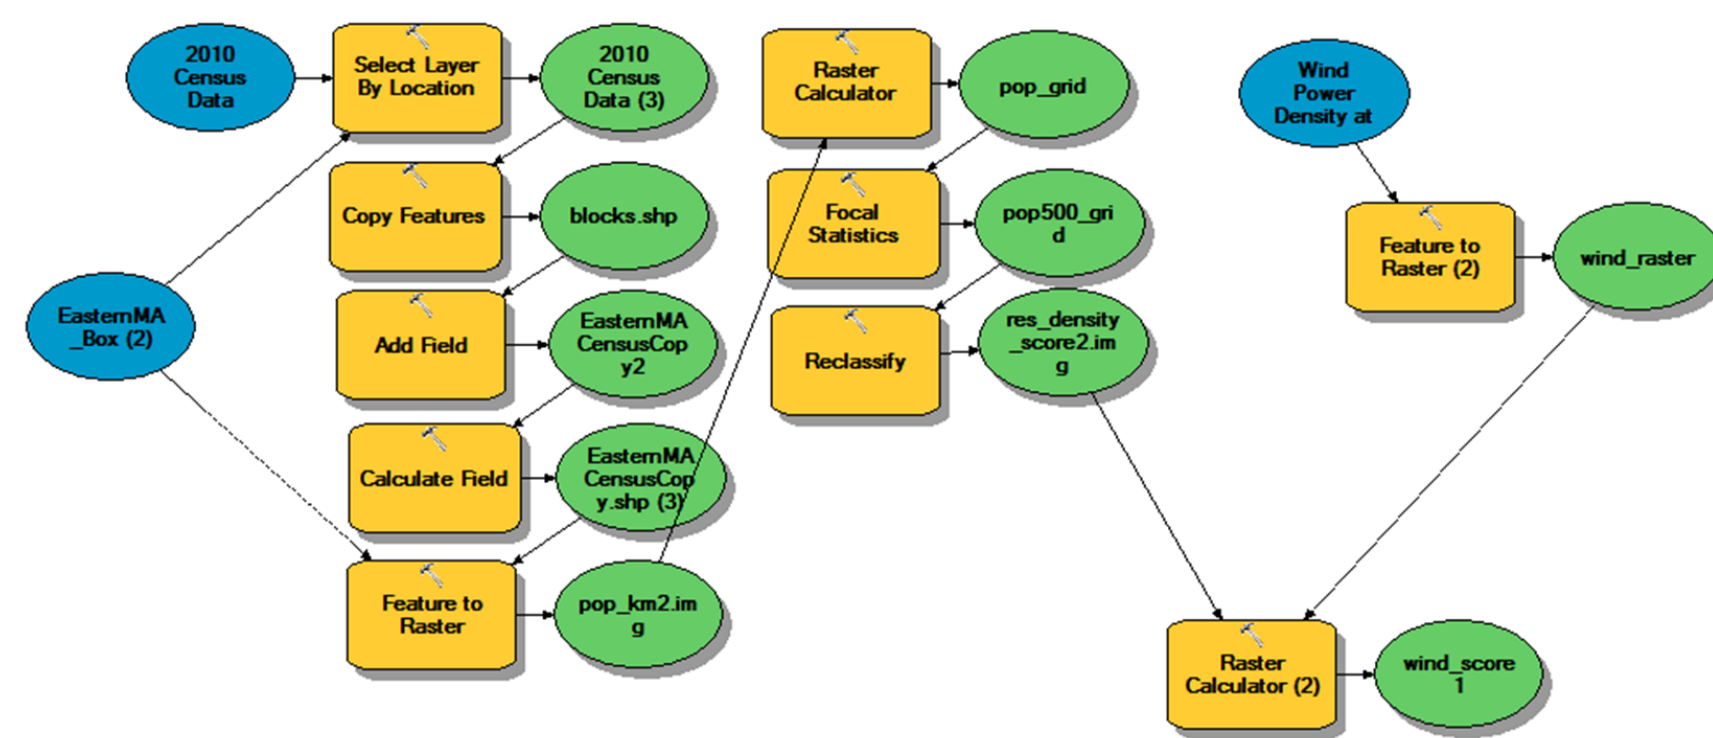 2010
Census
Data
Select Layer
By Location
2010
Census
Data (3)
Copy Features
blocks.shp
EasternMA
_Box (2)
Add Field
EasternMA
CensusCop
y2
Calculate Field
EasternMA
CensusCop
y.shp (3)
Feature to
Raster
pop_km2.im
g
Raster
Calculator
pop_grid
Focal
Statistics
pop500_gri
d
Reclassify
res_density
_score2.im
g
Wind
Power
Density at
Feature to
Raster (2)
wind_raster
Raster
Calculator (2)
wind_score
1